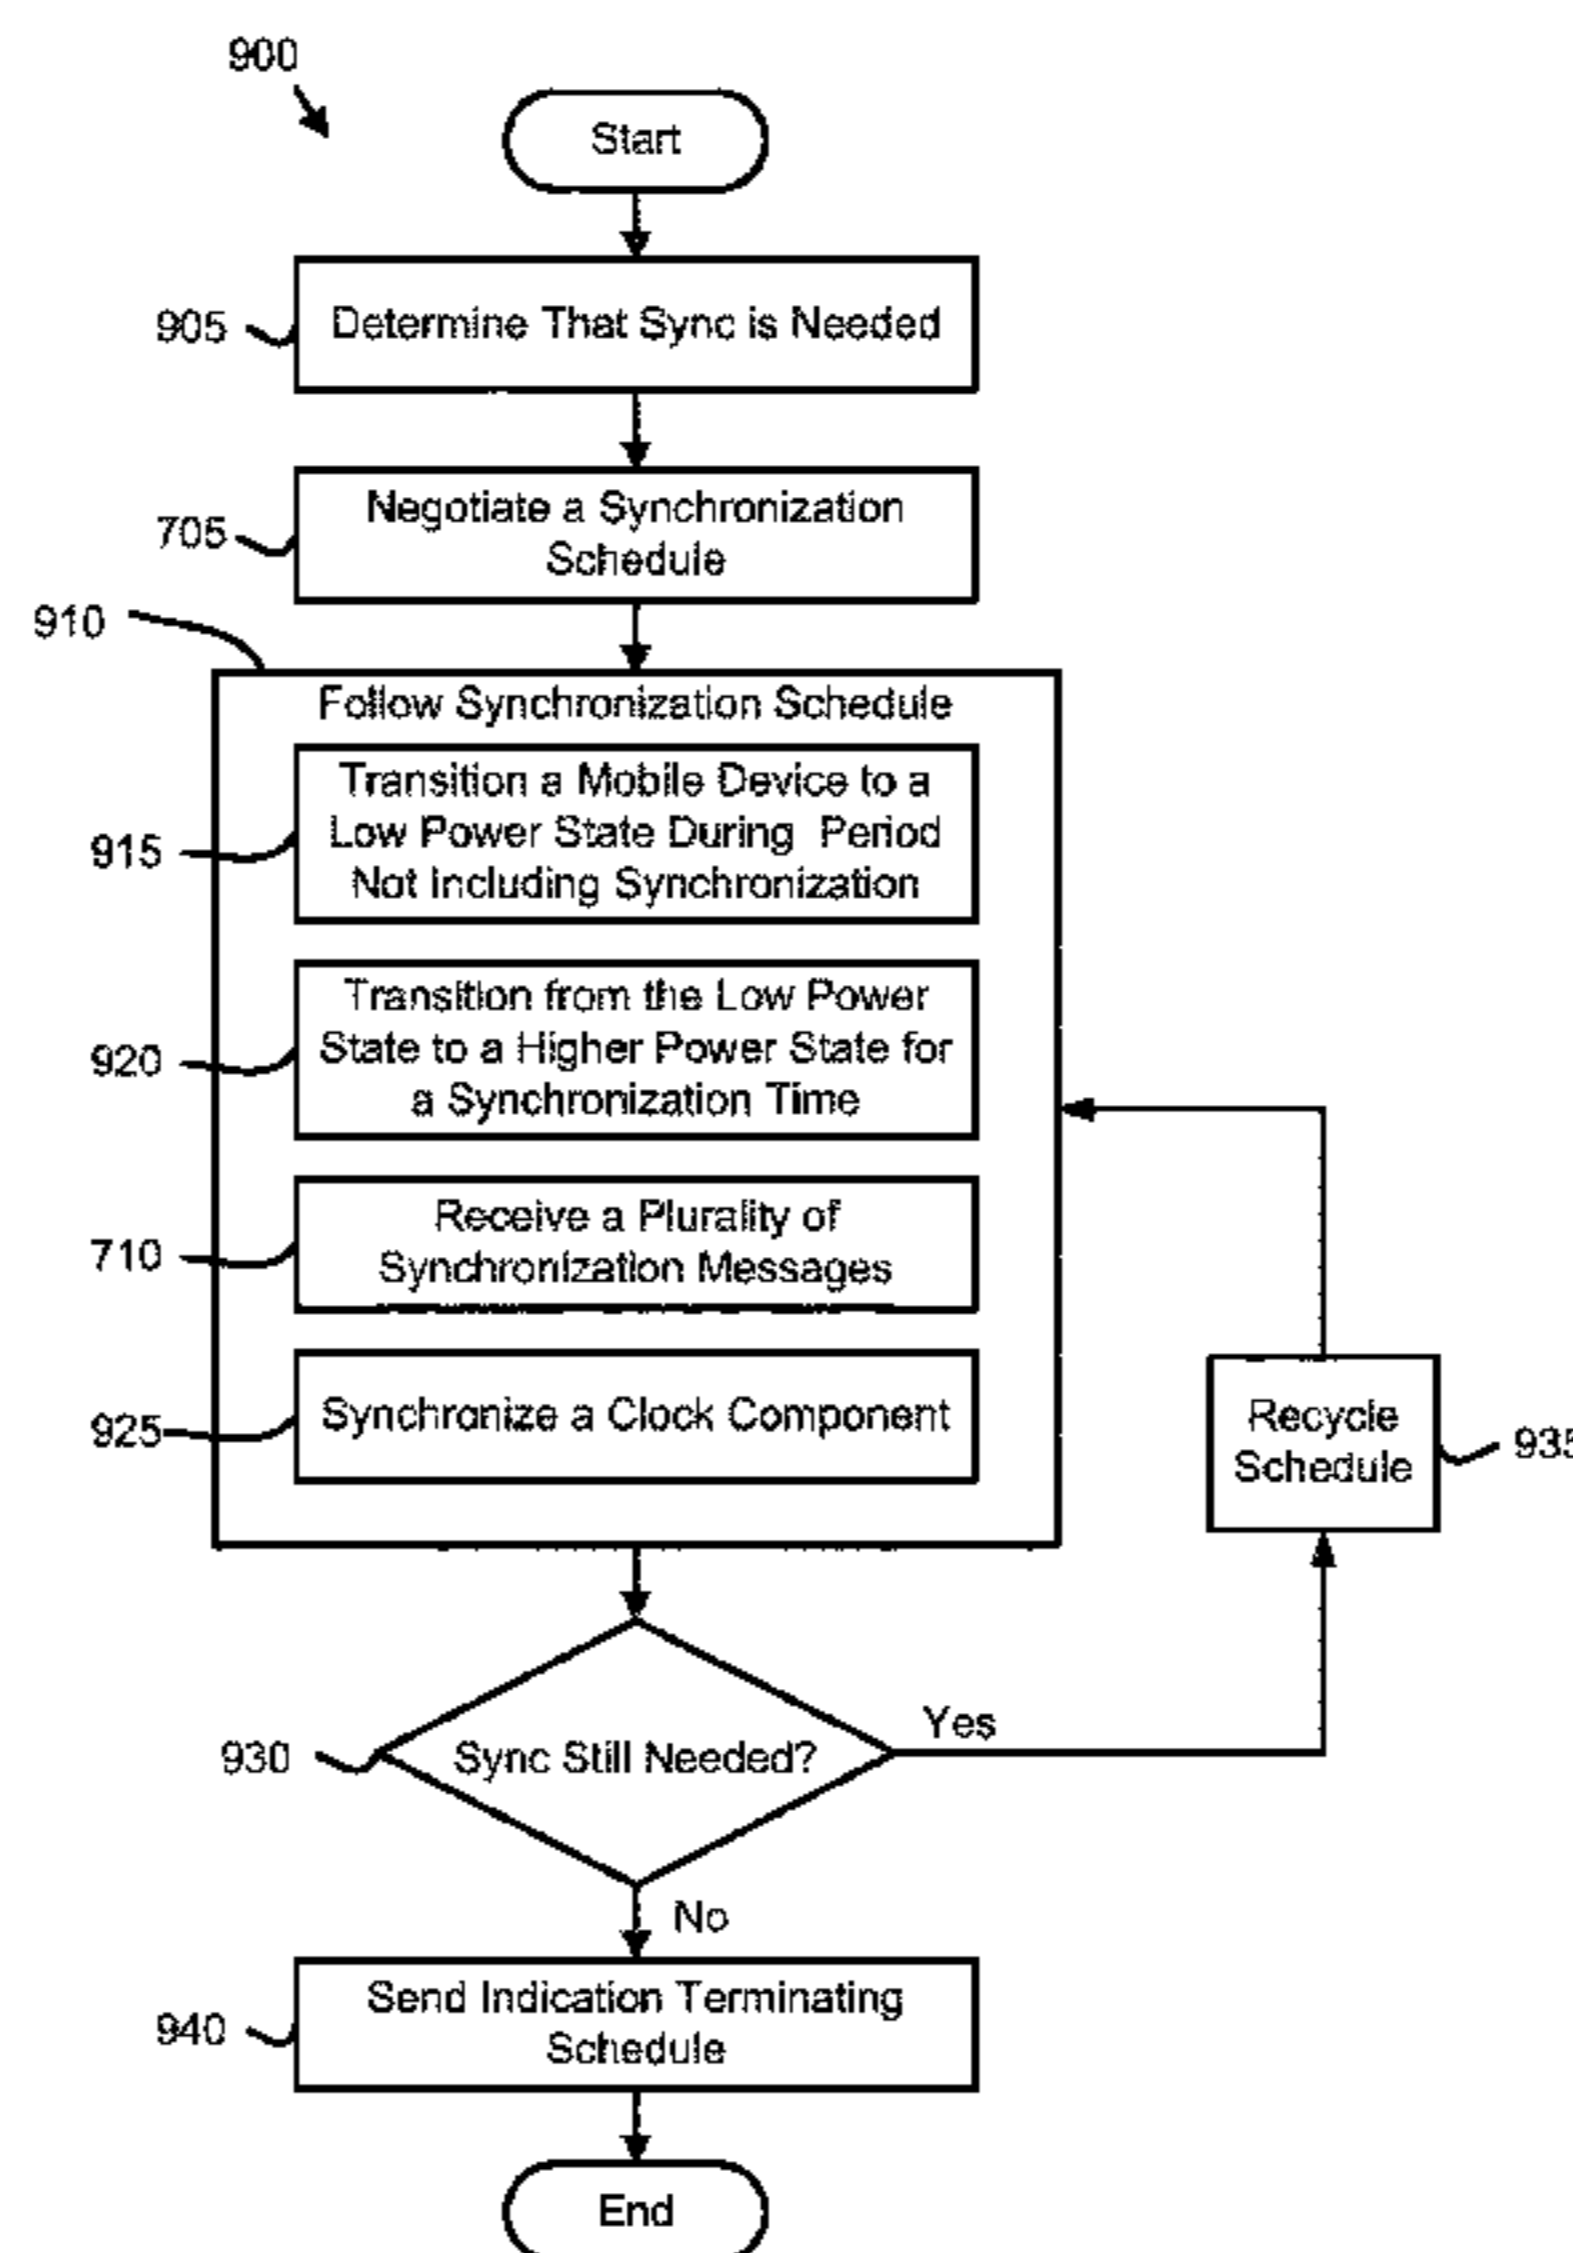 900
Start
905
Determine That Sync is Needed
705
Negotiate a Synchronization
Schedule
910
Follow Synchronization Schedule
915
Transition a Mobile Device to a
Low Power State During Period
Not Including Synchronization
920
Transition from the Low Power
State to a Higher Power State for
a Synchronization Time
710
Receive a Plurality of
Synchronization Messages
925
Synchronize a Clock Component
Recycle
Schedule
935
930
Sync Still Needed?
Yes
No
940
Send Indication Terminating
Schedule
End